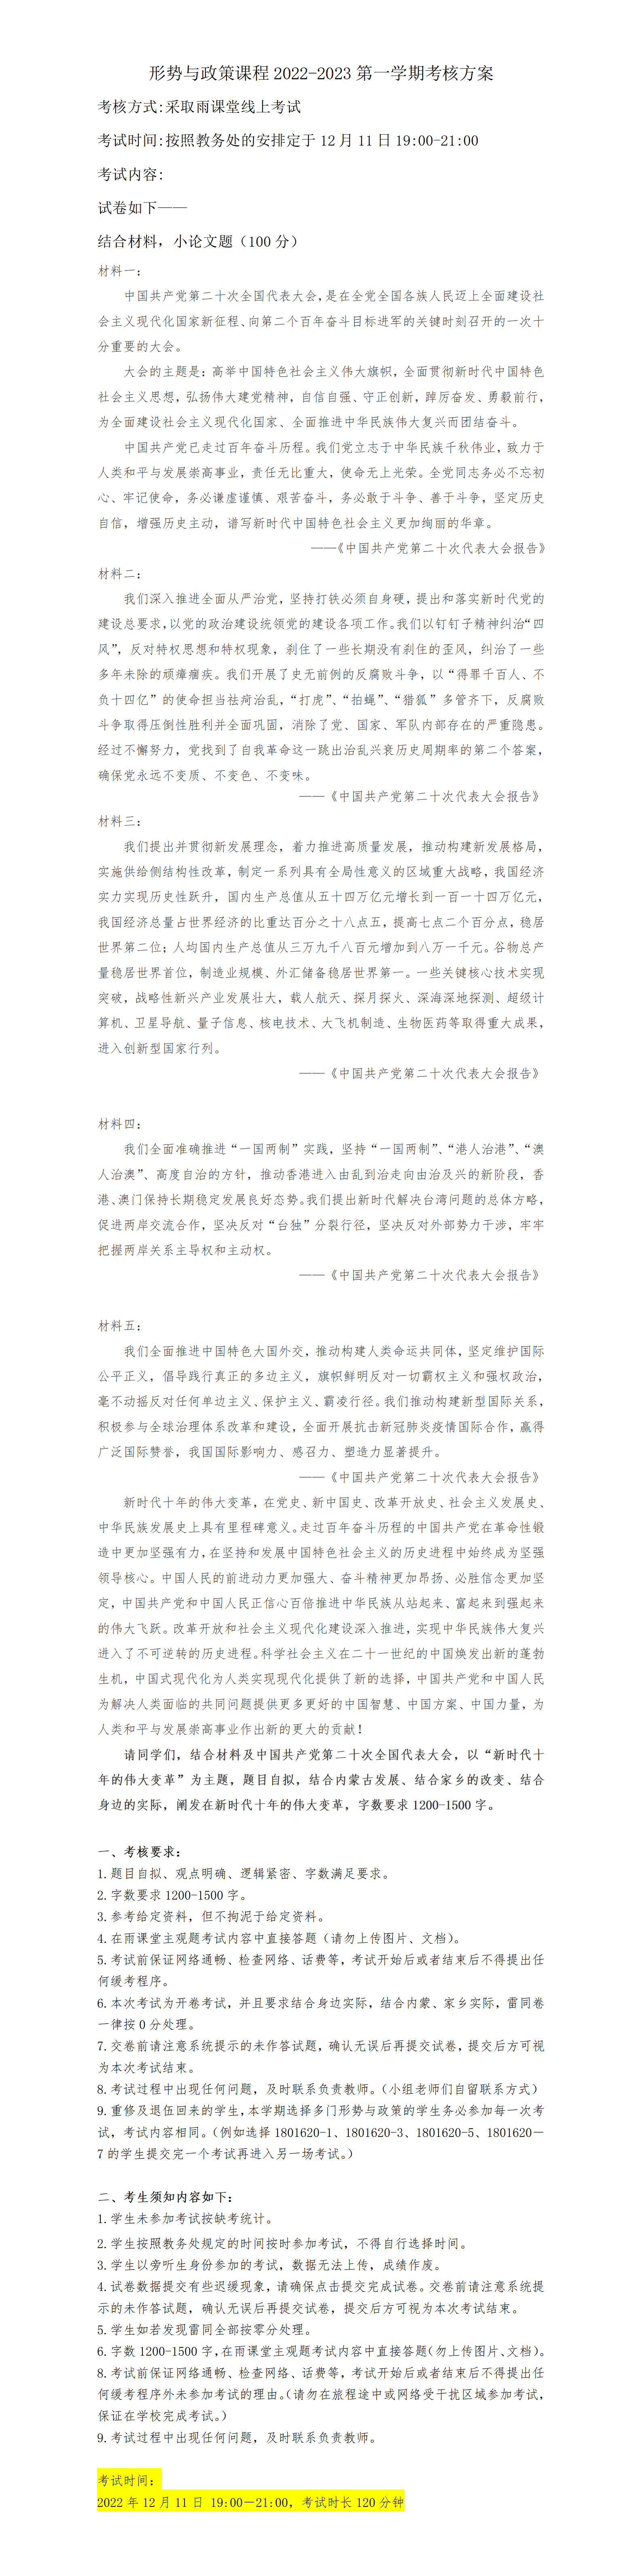 形势与政策课程 2022-2023 第一学期考核方案
考核方式:采取雨课堂线上考试
考试时间:按照教务处的安排定于 12 月 11 日 19:00-21:00
考试内容:
试卷如下——
结合材料，小论文题（100 分）
材料一：
中国共产党第二十次全国代表大会，是在全党全国各族人民迈上全面建设社
会主义现代化国家新征程、向第二个百年奋斗目标进军的关键时刻召开的一次十
分重要的大会。
大会的主题是：高举中国特色社会主义伟大旗帜，全面贯彻新时代中国特色
社会主义思想，弘扬伟大建党精神，自信自强、守正创新，踔厉奋发、勇毅前行，
为全面建设社会主义现代化国家、全面推进中华民族伟大复兴而团结奋斗。
中国共产党已走过百年奋斗历程。我们党立志于中华民族千秋伟业，致力于
人类和平与发展崇高事业，责任无比重大，使命无上光荣。全党同志务必不忘初
心、牢记使命，务必谦虚谨慎、艰苦奋斗，务必敢于斗争、善于斗争，坚定历史
自信，增强历史主动，谱写新时代中国特色社会主义更加绚丽的华章。
——《中国共产党第二十次代表大会报告》
材料二：
我们深入推进全面从严治党，坚持打铁必须自身硬，提出和落实新时代党的
建设总要求，以党的政治建设统领党的建设各项工作。我们以钉钉子精神纠治“四
风”，反对特权思想和特权现象，刹住了一些长期没有刹住的歪风，纠治了一些
多年未除的顽瘴痼疾。我们开展了史无前例的反腐败斗争，以“得罪千百人、不
负十四亿”的使命担当祛疴治乱，“打虎”、“拍蝇”、“猎狐”多管齐下，反腐败
斗争取得压倒性胜利并全面巩固，消除了党、国家、军队内部存在的严重隐患。
经过不懈努力，党找到了自我革命这一跳出治乱兴衰历史周期率的第二个答案，
确保党永远不变质、不变色、不变味。
——《中国共产党第二十次代表大会报告》
材料三：
我们提出并贯彻新发展理念，着力推进高质量发展，推动构建新发展格局，
实施供给侧结构性改革，制定一系列具有全局性意义的区域重大战略，我国经济
实力实现历史性跃升，国内生产总值从五十四万亿元增长到一百一十四万亿元，
我国经济总量占世界经济的比重达百分之十八点五，提高七点二个百分点，稳居
世界第二位；人均国内生产总值从三万九千八百元增加到八万一千元。谷物总产
量稳居世界首位，制造业规模、外汇储备稳居世界第一。一些关键核心技术实现
突破，战略性新兴产业发展壮大，载人航天、探月探火、深海深地探测、超级计
算机、卫星导航、量子信息、核电技术、大飞机制造、生物医药等取得重大成果，
进入创新型国家行列。
——《中国共产党第二十次代表大会报告》
材料四：
我们全面准确推进“一国两制”实践，坚持“一国两制”、“港人治港”、“澳
人治澳”、高度自治的方针，推动香港进入由乱到治走向由治及兴的新阶段，香
港、澳门保持长期稳定发展良好态势。我们提出新时代解决台湾问题的总体方略，
促进两岸交流合作，坚决反对“台独”分裂行径，坚决反对外部势力干涉，牢牢
把握两岸关系主导权和主动权。
——《中国共产党第二十次代表大会报告》
材料五：
我们全面推进中国特色大国外交，推动构建人类命运共同体，坚定维护国际
公平正义，倡导践行真正的多边主义，旗帜鲜明反对一切霸权主义和强权政治，
毫不动摇反对任何单边主义、保护主义、霸凌行径。我们推动构建新型国际关系，
积极参与全球治理体系改革和建设，全面开展抗击新冠肺炎疫情国际合作，赢得
广泛国际赞誉，我国国际影响力、感召力、塑造力显著提升。
——《中国共产党第二十次代表大会报告》
新时代十年的伟大变革，在党史、新中国史、改革开放史、社会主义发展史、
中华民族发展史上具有里程碑意义。走过百年奋斗历程的中国共产党在革命性锻
造中更加坚强有力，在坚持和发展中国特色社会主义的历史进程中始终成为坚强
领导核心。中国人民的前进动力更加强大、奋斗精神更加昂扬、必胜信念更加坚
定，中国共产党和中国人民正信心百倍推进中华民族从站起来、富起来到强起来
的伟大飞跃。改革开放和社会主义现代化建设深入推进，实现中华民族伟大复兴
进入了不可逆转的历史进程。科学社会主义在二十一世纪的中国焕发出新的蓬勃
生机，中国式现代化为人类实现现代化提供了新的选择，中国共产党和中国人民
为解决人类面临的共同问题提供更多更好的中国智慧、中国方案、中国力量，为
人类和平与发展崇高事业作出新的更大的贡献！
请同学们，结合材料及中国共产党第二十次全国代表大会，以“新时代十
年的伟大变革”为主题，题目自拟，结合内蒙古发展、结合家乡的改变、结合
身边的实际，阐发在新时代十年的伟大变革，字数要求 1200-1500 字。
一、考核要求：
1.题目自拟、观点明确、逻辑紧密、字数满足要求。
2.字数要求 1200-1500 字。
3.参考给定资料，但不拘泥于给定资料。
4.在雨课堂主观题考试内容中直接答题（请勿上传图片、文档）。
5.考试前保证网络通畅、检查网络、话费等，考试开始后或者结束后不得提出任
何缓考程序。
6.本次考试为开卷考试，并且要求结合身边实际，结合内蒙、家乡实际，雷同卷
一律按 0 分处理。
7.交卷前请注意系统提示的未作答试题，确认无误后再提交试卷，提交后方可视
为本次考试结束。
8.考试过程中出现任何问题，及时联系负责教师。（小组老师们自留联系方式）
9.重修及退伍回来的学生，本学期选择多门形势与政策的学生务必参加每一次考
试，考试内容相同。（例如选择 1801620-1、1801620-3、1801620-5、1801620－
7 的学生提交完一个考试再进入另一场考试。）
二、考生须知内容如下：
1.学生未参加考试按缺考统计。
2.学生按照教务处规定的时间按时参加考试，不得自行选择时间。
3.学生以旁听生身份参加的考试，数据无法上传，成绩作废。
4.试卷数据提交有些迟缓现象，请确保点击提交完成试卷。交卷前请注意系统提
示的未作答试题，确认无误后再提交试卷，提交后方可视为本次考试结束。
5.学生如若发现雷同全部按零分处理。
6.字数 1200-1500 字，在雨课堂主观题考试内容中直接答题（勿上传图片、文档）。
8.考试前保证网络通畅、检查网络、话费等，考试开始后或者结束后不得提出任
何缓考程序外未参加考试的理由。（请勿在旅程途中或网络受干扰区域参加考试，
保证在学校完成考试。）
9.考试过程中出现任何问题，及时联系负责教师。
考试时间：
2022 年 12 月 11 日 19:00－21:00，考试时长 120 分钟